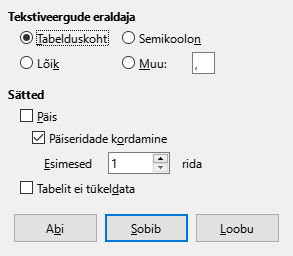 Tekstiveergude eraldaja
Tabelduskoht Semikoolon
Lõik Muu: ,
Sätted
Päis
Päiseridade kordamine
Esimesed 1 rida
Tabelit ei tükeldata
Abi Sobib Loobu